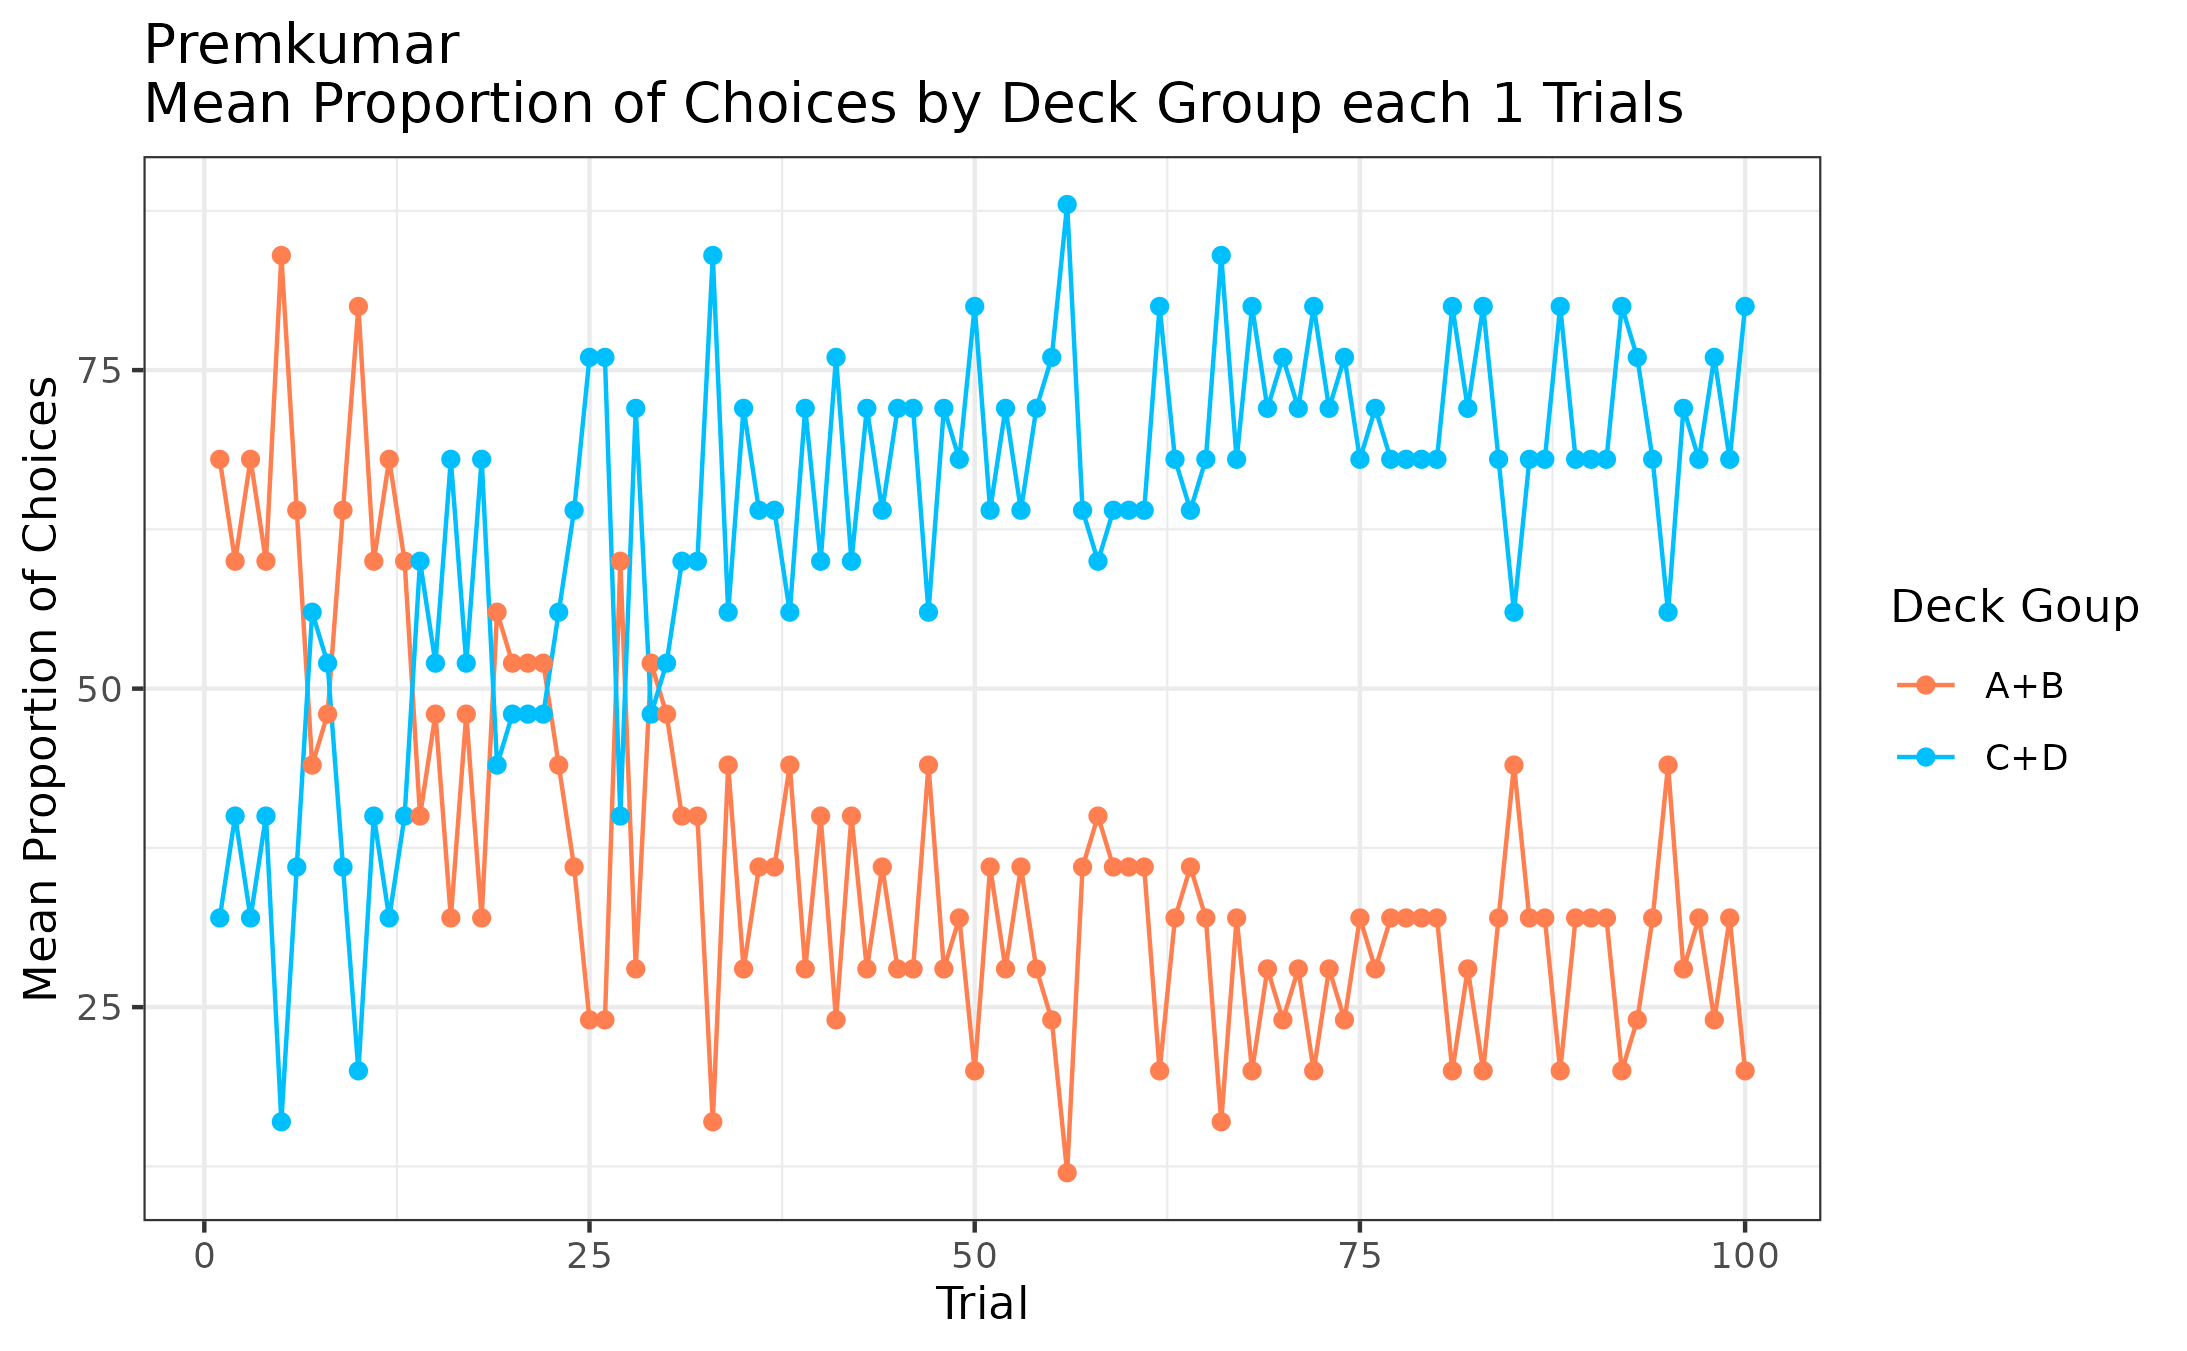 Premkumar
Mean Proportion of Choices by Deck Group each 1 Trials
Mean Proportion of Choices
75
50
25
0
25
50
75
100
Trial
Deck Goup
A+B
C+D